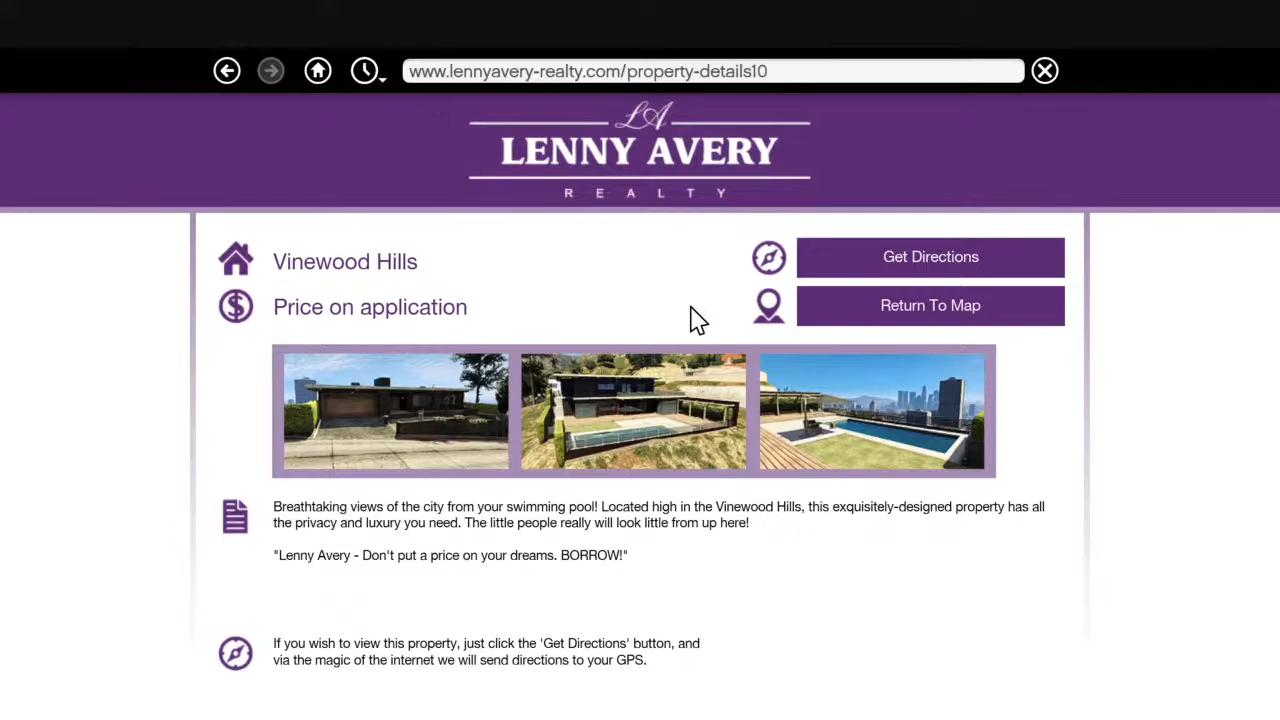 www.lennyavery-realty.com/property-details10
LA
LENNY AVERY
REALTY
Vinewood Hills
Get Directions
Price on application
Return To Map
Breathtaking views of the city from your swimming pool! Located high in the Vinewood Hills, this exquisitely-designed property has all
the privacy and luxury you need. The little people really will look little from up here!
"Lenny Avery - Don't put a price on your dreams. BORROW!"
If you wish to view this property, just click the 'Get Directions' button, and
via the magic of the internet we will send directions to your GPS.